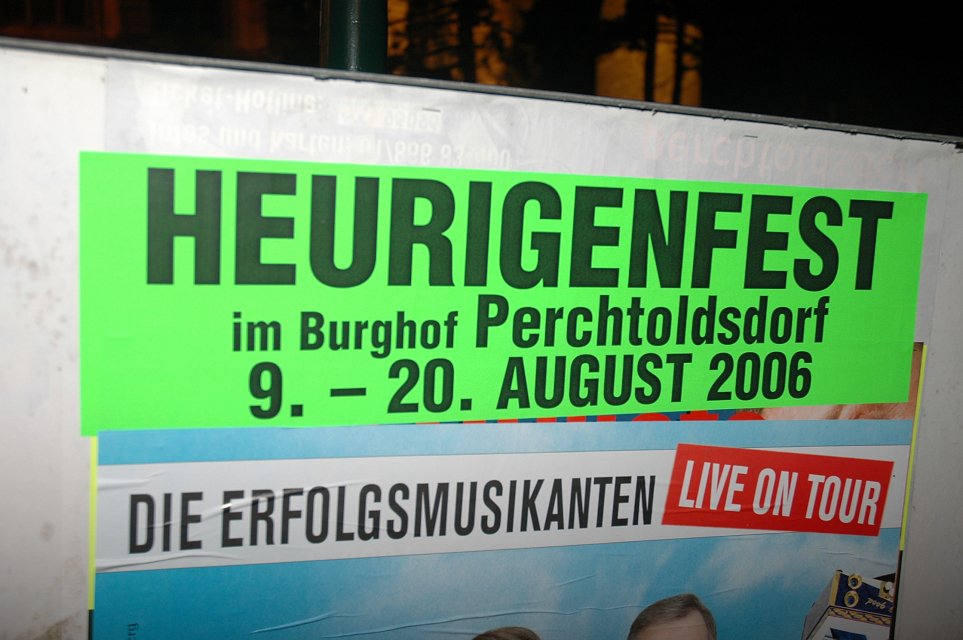 HEURIGENFEST
im Burghof Perchtoldsdorf
9. – 20. AUGUST 2006
DIE ERFOLGSMUSIKANTEN
LIVE ON TOUR